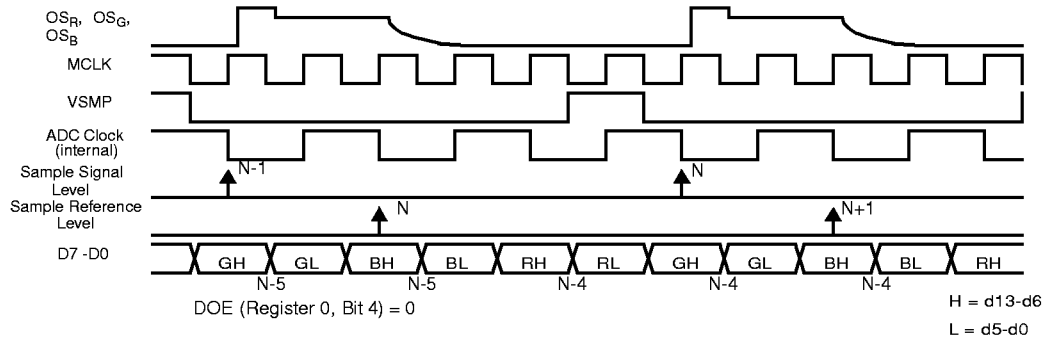 OSR, OSG,
OSB
MCLK
VSMP
ADC Clock
(internal)
Sample Signal
Level
N-1
N
Sample Reference
Level
N
N+1
D7 -D0
GH GL BH BL RH RL GH GL BH BL RH
N-5 N-5 N-4 N-4 N-4
DOE (Register 0, Bit 4) = 0
H = d13-d6
L = d5-d0